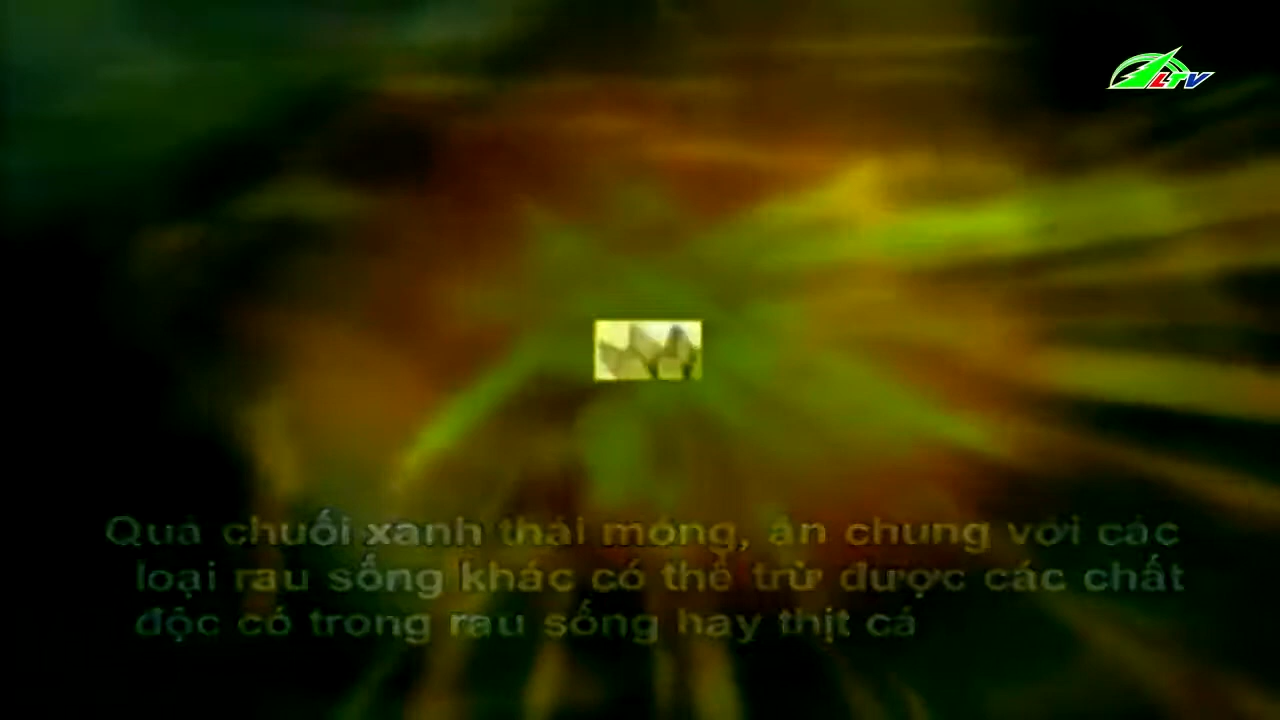 LTV
Quả chuối xanh thái mỏng, ăn chung với các
loại rau sống khác có thể trừ được các chất
độc có trong rau sống hay thịt cá